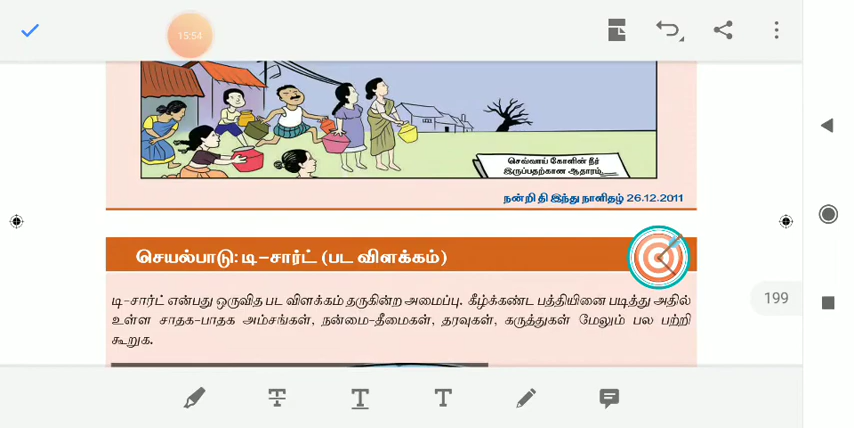 15:54
செவ்வாய் கோளின் நீர்
இருப்பதற்கான ஆதாரம்
நன்றி தி இந்து நாளிதழ் 26.12.2011
செயல்பாடு: டி-சார்ட் (பட விளக்கம்)
டி-சார்ட் என்பது ஒருவித பட விளக்கம் தருகின்ற அமைப்பு. கீழ்க்கண்ட பத்தியினை படித்து அதில்
உள்ள சாதக-பாதக அம்சங்கள், நன்மை-தீமைகள், தரவுகள், கருத்துகள் மேலும் பல பற்றி
கூறுக.
199
T
T
T